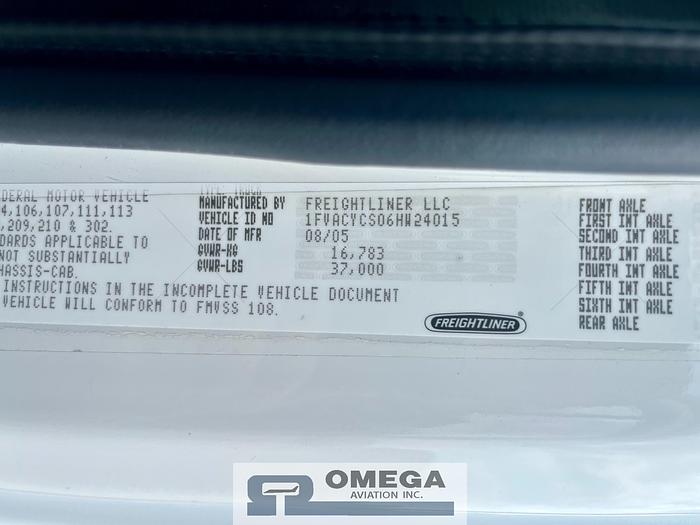 DERAL MOTOR VEHICLE
4,106,107,111,113
,209,210 & 302.
DARDS APPLICABLE TO
NOT SUBSTANTIALLY
HASSIS-CAB.
INSTRUCTIONS IN THE INCOMPLETE VEHICLE DOCUMENT
VEHICLE WILL CONFORM TO FMVSS 108.
TYPE: TRUCK
MANUFACTURED BY FREIGHTLINER LLC
VEHICLE ID NO 1FVACYCS06HW24015
DATE OF MFR 08/05
GVWR-KG 16,783
GVWR-LBS 37,000
FREIGHTLINER®
FRONT AXLE
FIRST INT AXLE
SECOND INT AXLE
THIRD INT AXLE
FOURTH INT AXLE
FIFTH INT AXLE
SIXTH INT AXLE
REAR AXLE
OMEGA
AVIATION INC.